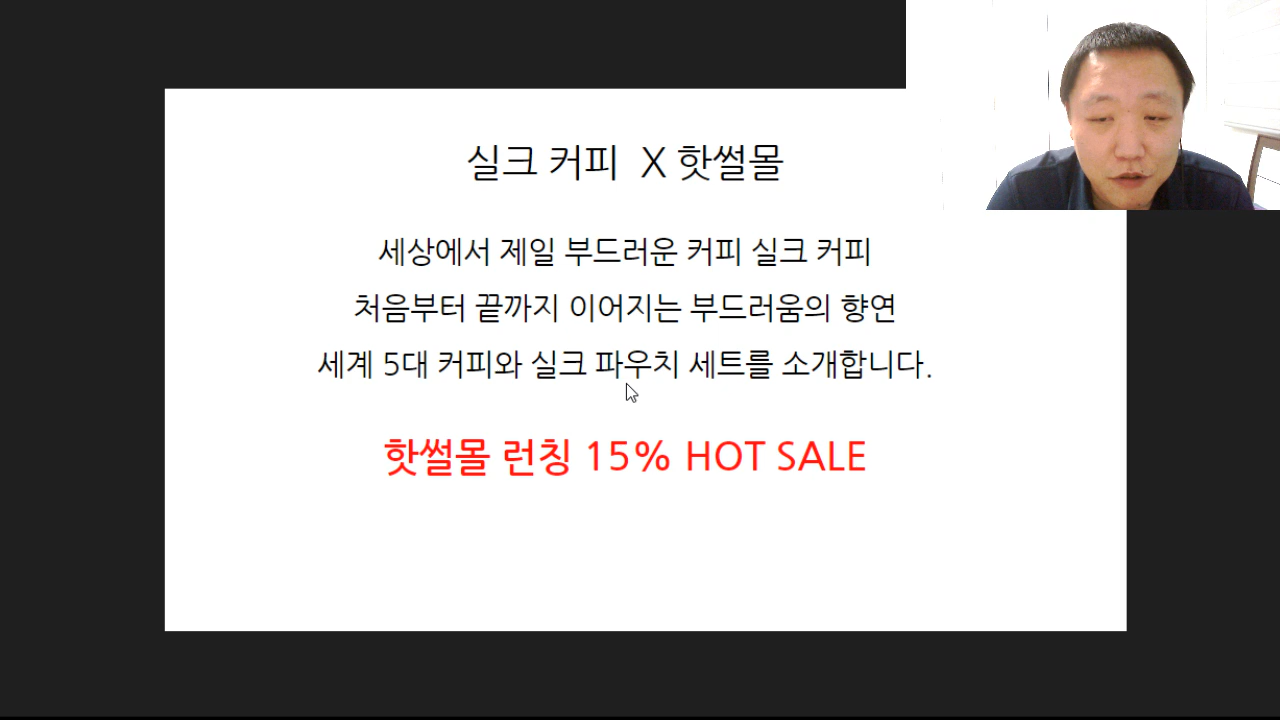 실크 커피 X 핫썰몰
세상에서 제일 부드러운 커피 실크 커피
처음부터 끝까지 이어지는 부드러움의 향연
세계 5대 커피와 실크 파우치 세트를 소개합니다.
핫썰몰 런칭 15% HOT SALE